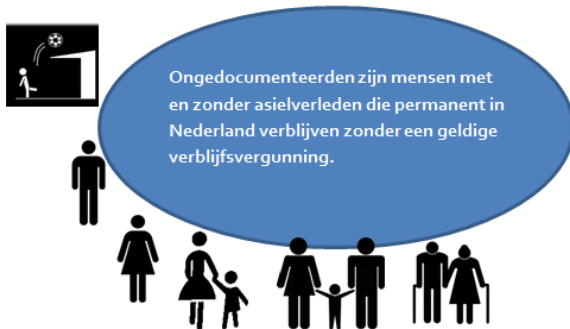 Ongedocumenteerden zijn mensen met
en zonder asielverleden die permanent in
Nederland verblijven zonder een geldige
verblijfsvergunning.